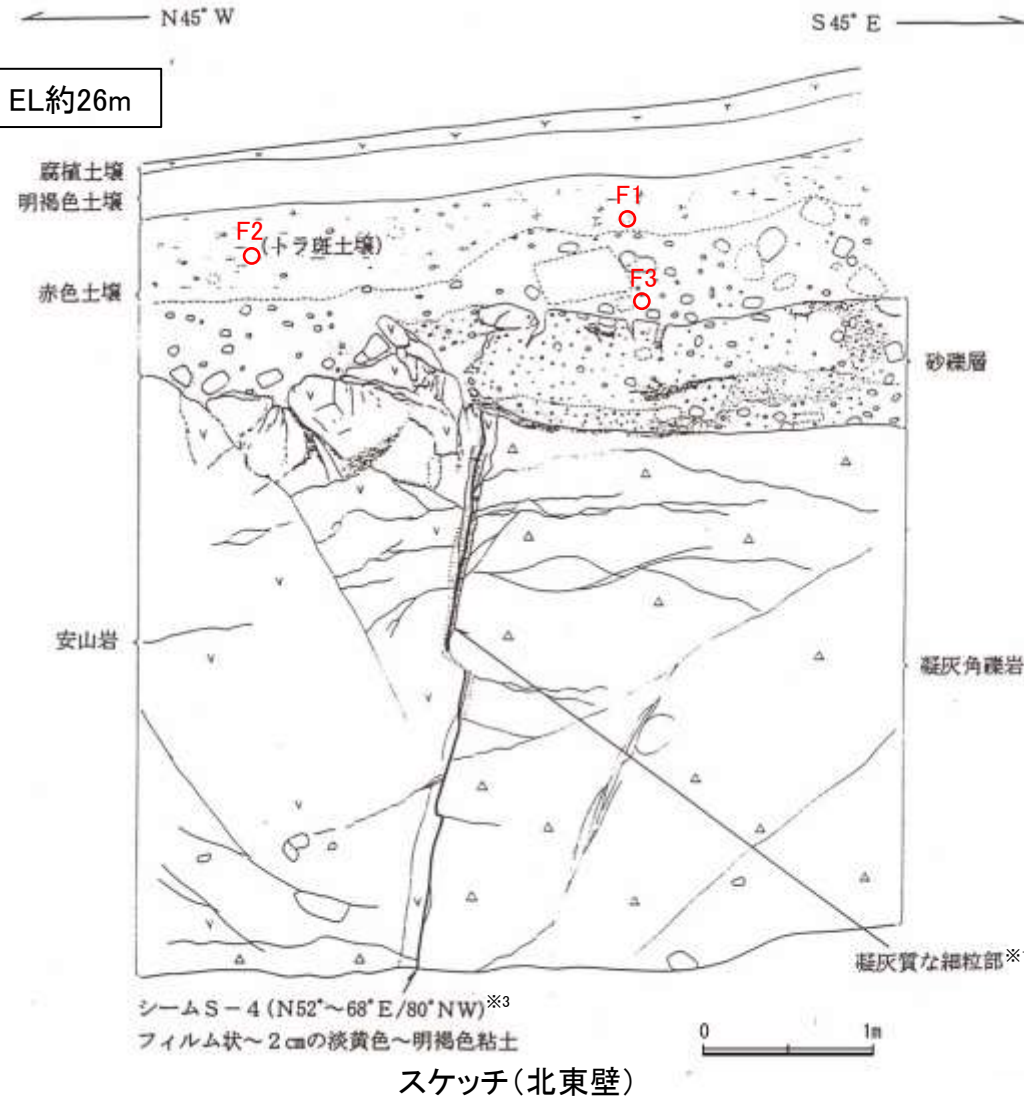 N45°W
S45°E
EL約26m
腐植土壌
明褐色土壌
F1
F2
(トラ斑土壌)
F3
赤色土壌
砂礫層
安山岩
凝灰角礫岩
凝灰質な細粒部※
シームS-4(N52°~68°E/80°NW)※3
フィルム状~2cmの淡黄色~明褐色粘土
0
1m
スケッチ(北東壁)